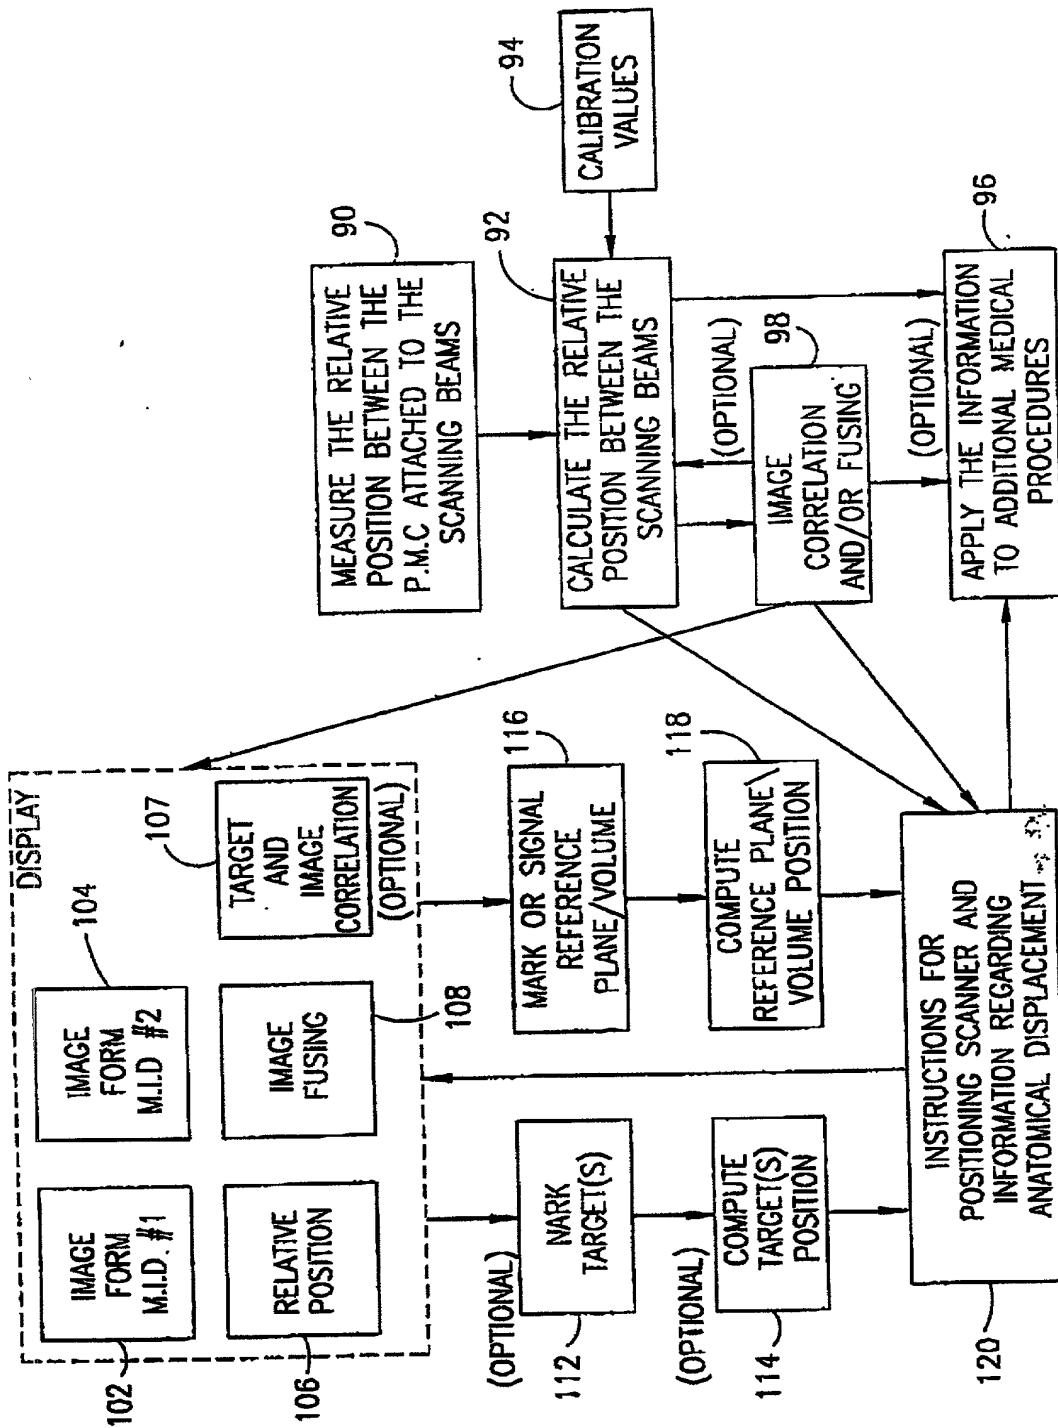 DISPLAY
102
IMAGE
FORM
M.I.D. #1
104
IMAGE
FORM
M.I.D #2
107
TARGET
AND
IMAGE
CORRELATION
(OPTIONAL)
106
RELATIVE
POSITION
108
IMAGE
FUSING
90
MEASURE THE RELATIVE
POSITION BETWEEN THE
P.M.C ATTACHED TO THE
SCANNING BEAMS
92
CALCULATE THE RELATIVE
POSITION BETWEEN THE
SCANNING BEAMS
94
CALIBRATION
VALUES
(OPTIONAL)
98
IMAGE
CORRELATION
AND/OR FUSING
(OPTIONAL)
96
APPLY THE INFORMATION
TO ADDITIONAL MEDICAL
PROCEDURES
(OPTIONAL)
112
NARK
TARGET(S)
116
MARK OR SIGNAL
REFERENCE
PLANE/VOLUME
(OPTIONAL)
114
COMPUTE
TARGET(S)
POSITION
118
COMPUTE
REFERENCE PLANE\
VOLUME POSITION
120
INSTRUCTIONS FOR
POSITIONING SCANNER AND
INFORMATION REGARDING
ANATOMICAL DISPLACEMENT